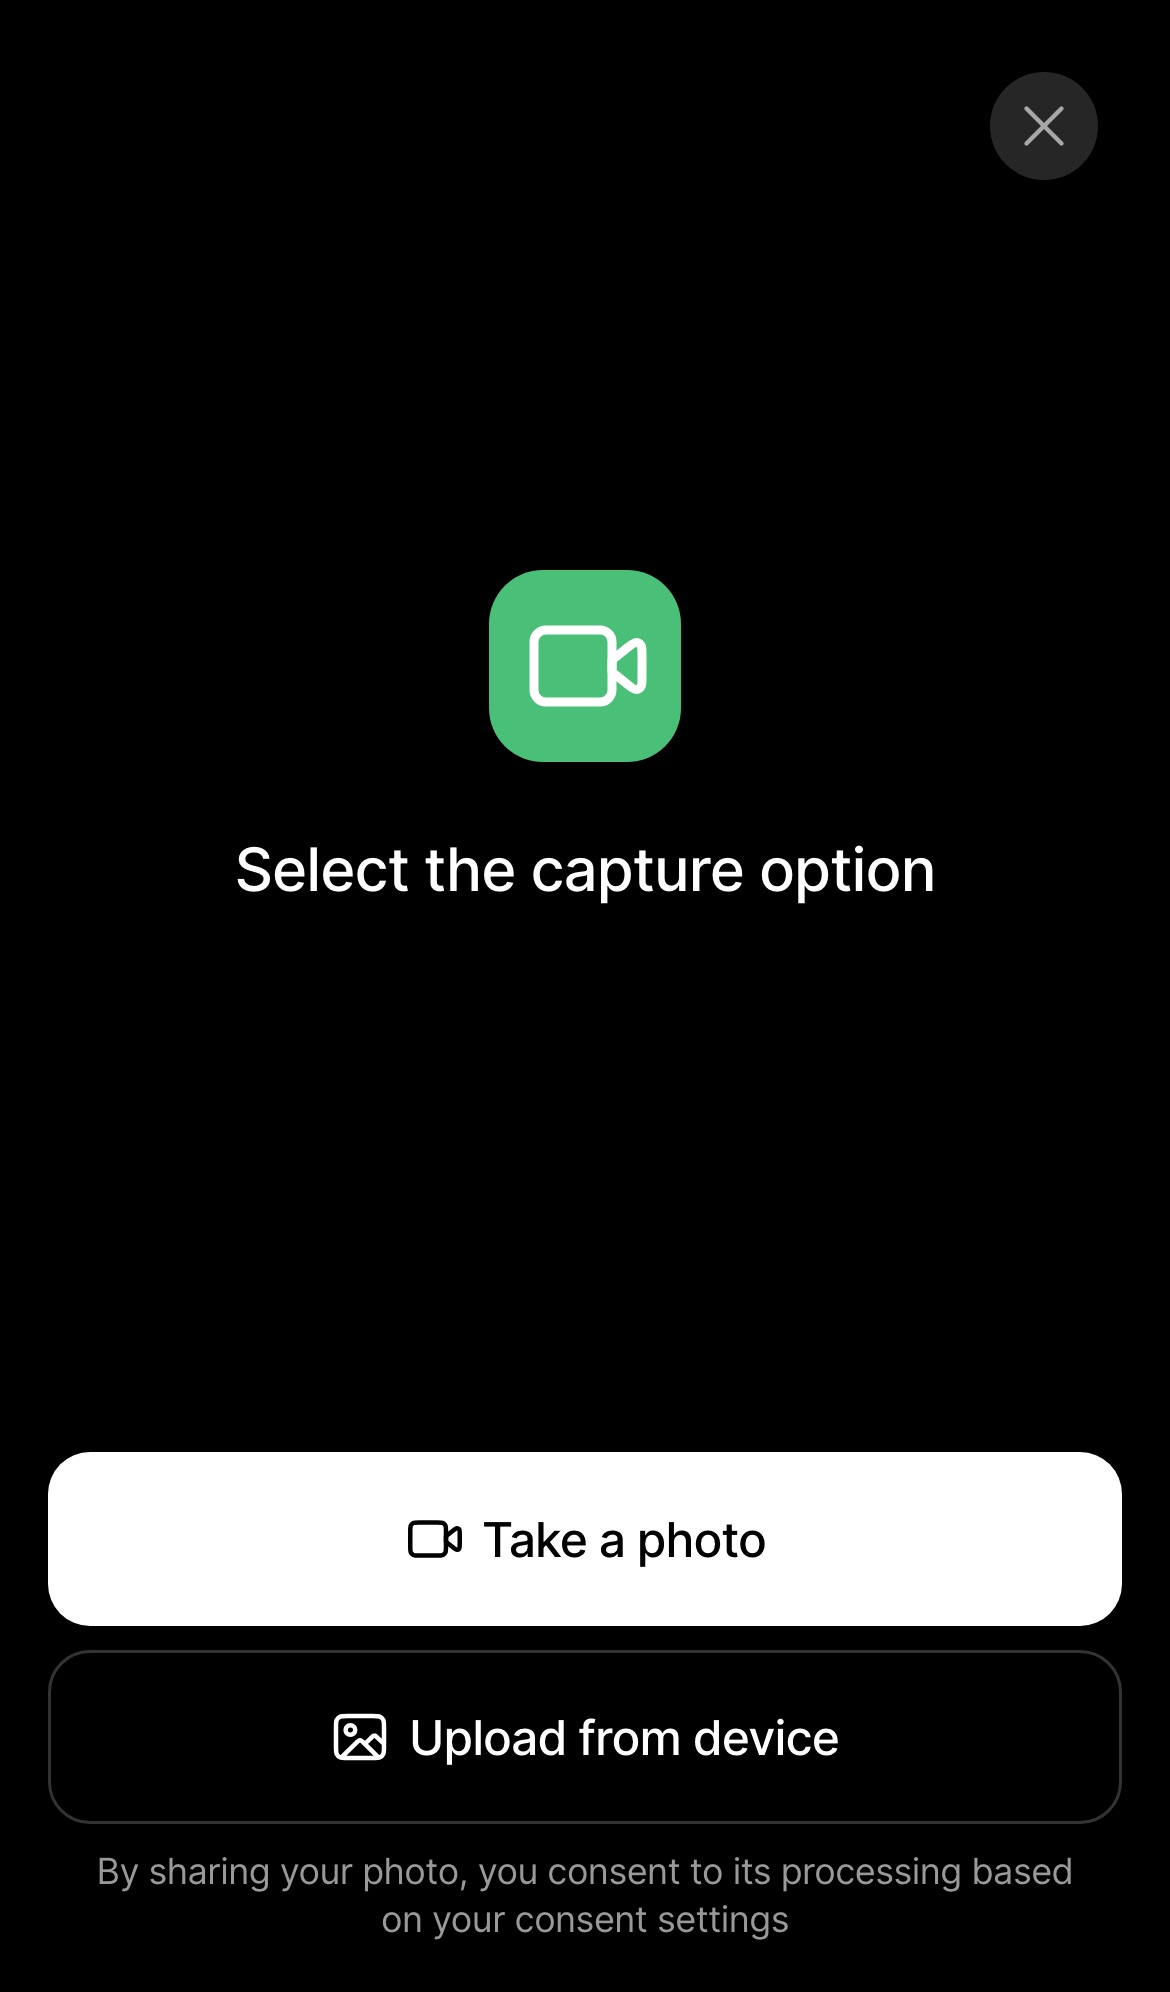 Select the capture option
Take a photo
Upload from device
By sharing your photo, you consent to its processing based
on your consent settings